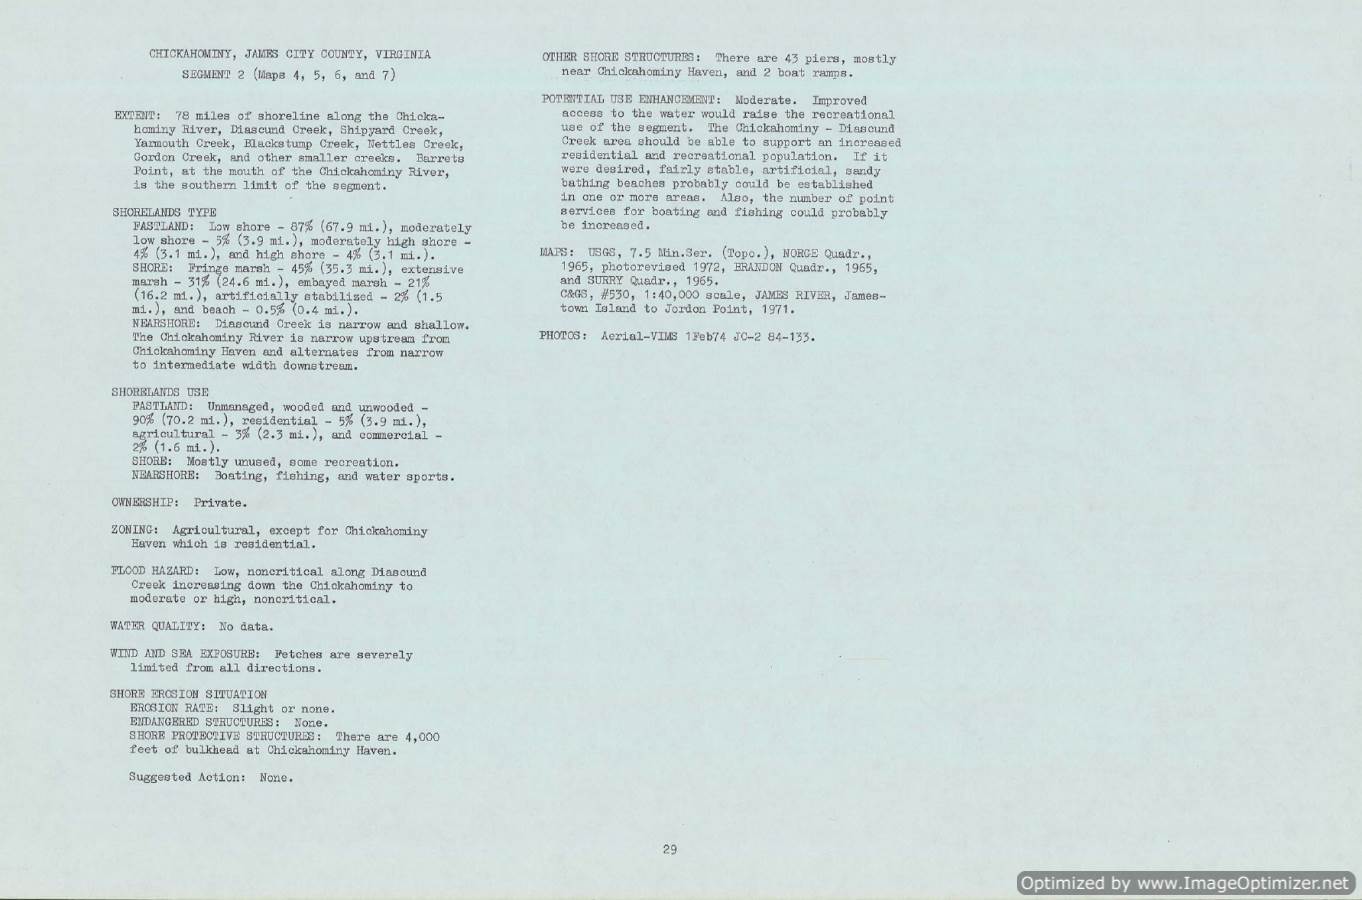 CHICKAHOMINY, JAMES CITY COUNTY, VIRGINIA
SEGMENT 2 (Maps 4, 5, 6, and 7)
EXTENT: 78 miles of shoreline along the Chicka-
hominy River, Diascund Creek, Shipyard Creek,
Yarmouth Creek, Blackstump Creek, Nettles Creek,
Gordon Creek, and other smaller creeks. Barrets
Point, at the mouth of the Chickahominy River,
is the southern limit of the segment.
SHORELANDS TYPE
FASTLAND: Low shore - 87% (67.9 mi.), moderately
low shore - 5% (3.9 mi.), moderately high shore -
4% (3.1 mi.), and high shore - 4% (3.1 mi.).
SHORE: Fringe marsh - 45% (35.3 mi.), extensive
marsh - 31% (24.6 mi.), embayed marsh - 21%
(16.2 mi.), artificially stabilized - 2% (1.5
mi.), and beach - 0.5% (0.4 mi.).
NEARSHORE: Diascund Creek is narrow and shallow.
The Chickahominy River is narrow upstream from
Chickahominy Haven and alternates from narrow
to intermediate width downstream.
SHORELANDS USE
FASTLAND: Unmanaged, wooded and unwooded -
90% (70.2 mi.), residential - 5% (3.9 mi.),
agricultural - 3% (2.3 mi.), and commercial -
2% (1.6 mi.).
SHORE: Mostly unused, some recreation.
NEARSHORE: Boating, fishing, and water sports.
OWNERSHIP: Private.
ZONING: Agricultural, except for Chickahominy
Haven which is residential.
FLOOD HAZARD: Low, noncritical along Diascund
Creek increasing down the Chickahominy to
moderate or high, noncritical.
WATER QUALITY: No data.
WIND AND SEA EXPOSURE: Fetches are severely
limited from all directions.
SHORE EROSION SITUATION
EROSION RATE: Slight or none.
ENDANGERED STRUCTURES: None.
SHORE PROTECTIVE STRUCTURES: There are 4,000
feet of bulkhead at Chickahominy Haven.
Suggested Action: None.
OTHER SHORE STRUCTURES: There are 43 piers, mostly
near Chickahominy Haven, and 2 boat ramps.
POTENTIAL USE ENHANCEMENT: Moderate. Improved
access to the water would raise the recreational
use of the segment. The Chickahominy - Diascund
Creek area should be able to support an increased
residential and recreational population. If it
were desired, fairly stable, artificial, sandy
bathing beaches probably could be established
in one or more areas. Also, the number of point
services for boating and fishing could probably
be increased.
MAPS: USGS, 7.5 Min.Ser. (Topo.), NORGE Quadr.,
1965, photorevised 1972, BRANDON Quadr., 1965,
and SURRY Quadr., 1965.
C&GS, #530, 1:40,000 scale, JAMES RIVER, James-
town Island to Jordon Point, 1971.
PHOTOS: Aerial-VIMS 1Feb74 JC-2 84-133.
29
Optimized by www.ImageOptimizer.net